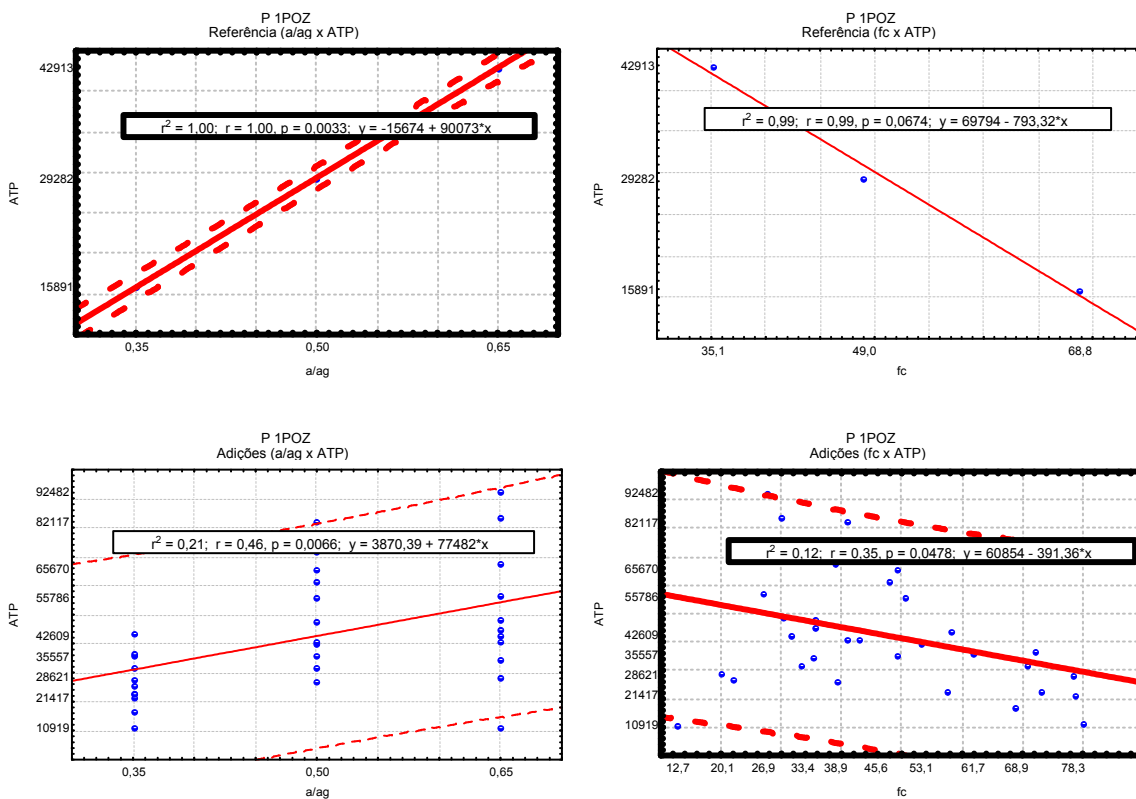 P 1POZ
Referência (a/ag x ATP)
42913
29282
15891
ATP
r² = 1,00; r = 1,00, p = 0,0033; y = -15674 + 90073*x
0,35
0,50
0,65
a/ag
P 1POZ
Referência (fc x ATP)
42913
29282
15891
ATP
r² = 0,99; r = 0,99, p = 0,0674; y = 69794 - 793,32*x
35,1
49,0
68,8
fc
P 1POZ
Adições (a/ag x ATP)
92482
82117
65670
55786
42609
35557
28621
21417
10919
ATP
r² = 0,21; r = 0,46, p = 0,0066; y = 3870,39 + 77482*x
0,35
0,50
0,65
a/ag
P 1POZ
Adições (fc x ATP)
92482
82117
65670
55786
42609
35557
28621
21417
10919
ATP
r² = 0,12; r = 0,35, p = 0,0478; y = 60854 - 391,36*x
12,7
20,1
26,9
33,4
38,9
45,6
53,1
61,7
68,9
78,3
fc